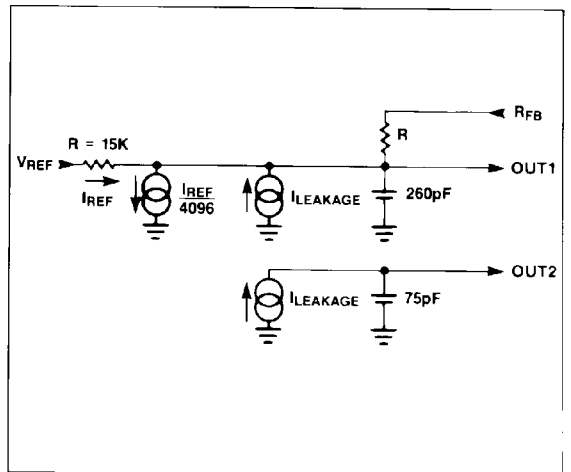 RFB
R = 15K
R
VREF
OUT1
IREF
IREF
4096
ILEAKAGE
260pF
OUT2
ILEAKAGE
75pF